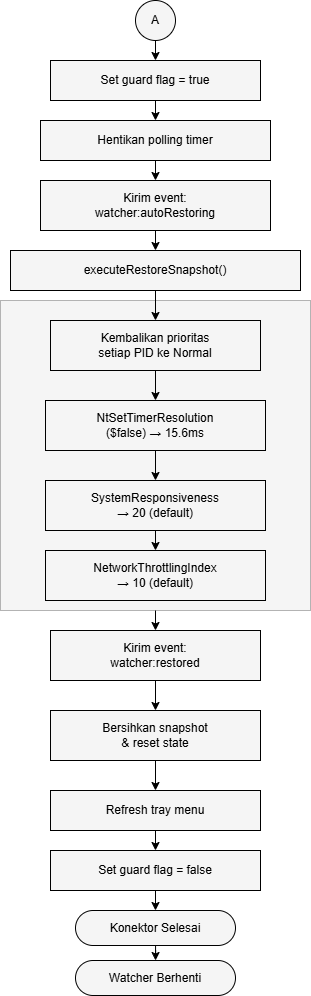 A
Set guard flag = true
Hentikan polling timer
Kirim event:
watcher:autoRestoring
executeRestoreSnapshot()
Kembalikan prioritas
setiap PID ke Normal
NtSetTimerResolution
($false) → 15.6ms
SystemResponsiveness
→ 20 (default)
NetworkThrottlingIndex
→ 10 (default)
Kirim event:
watcher:restored
Bersihkan snapshot
& reset state
Refresh tray menu
Set guard flag = false
Konektor Selesai
Watcher Berhenti